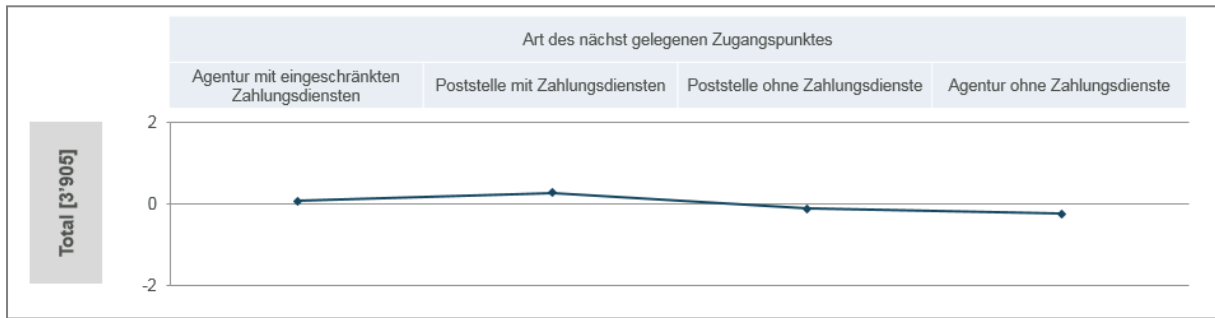 Art des nächst gelegenen Zugangspunktes
Agentur mit eingeschränkten
Zahlungsdiensten
Poststelle mit Zahlungsdiensten
Poststelle ohne Zahlungsdienste
Agentur ohne Zahlungsdienste
Total [3'905]
2
0
-2